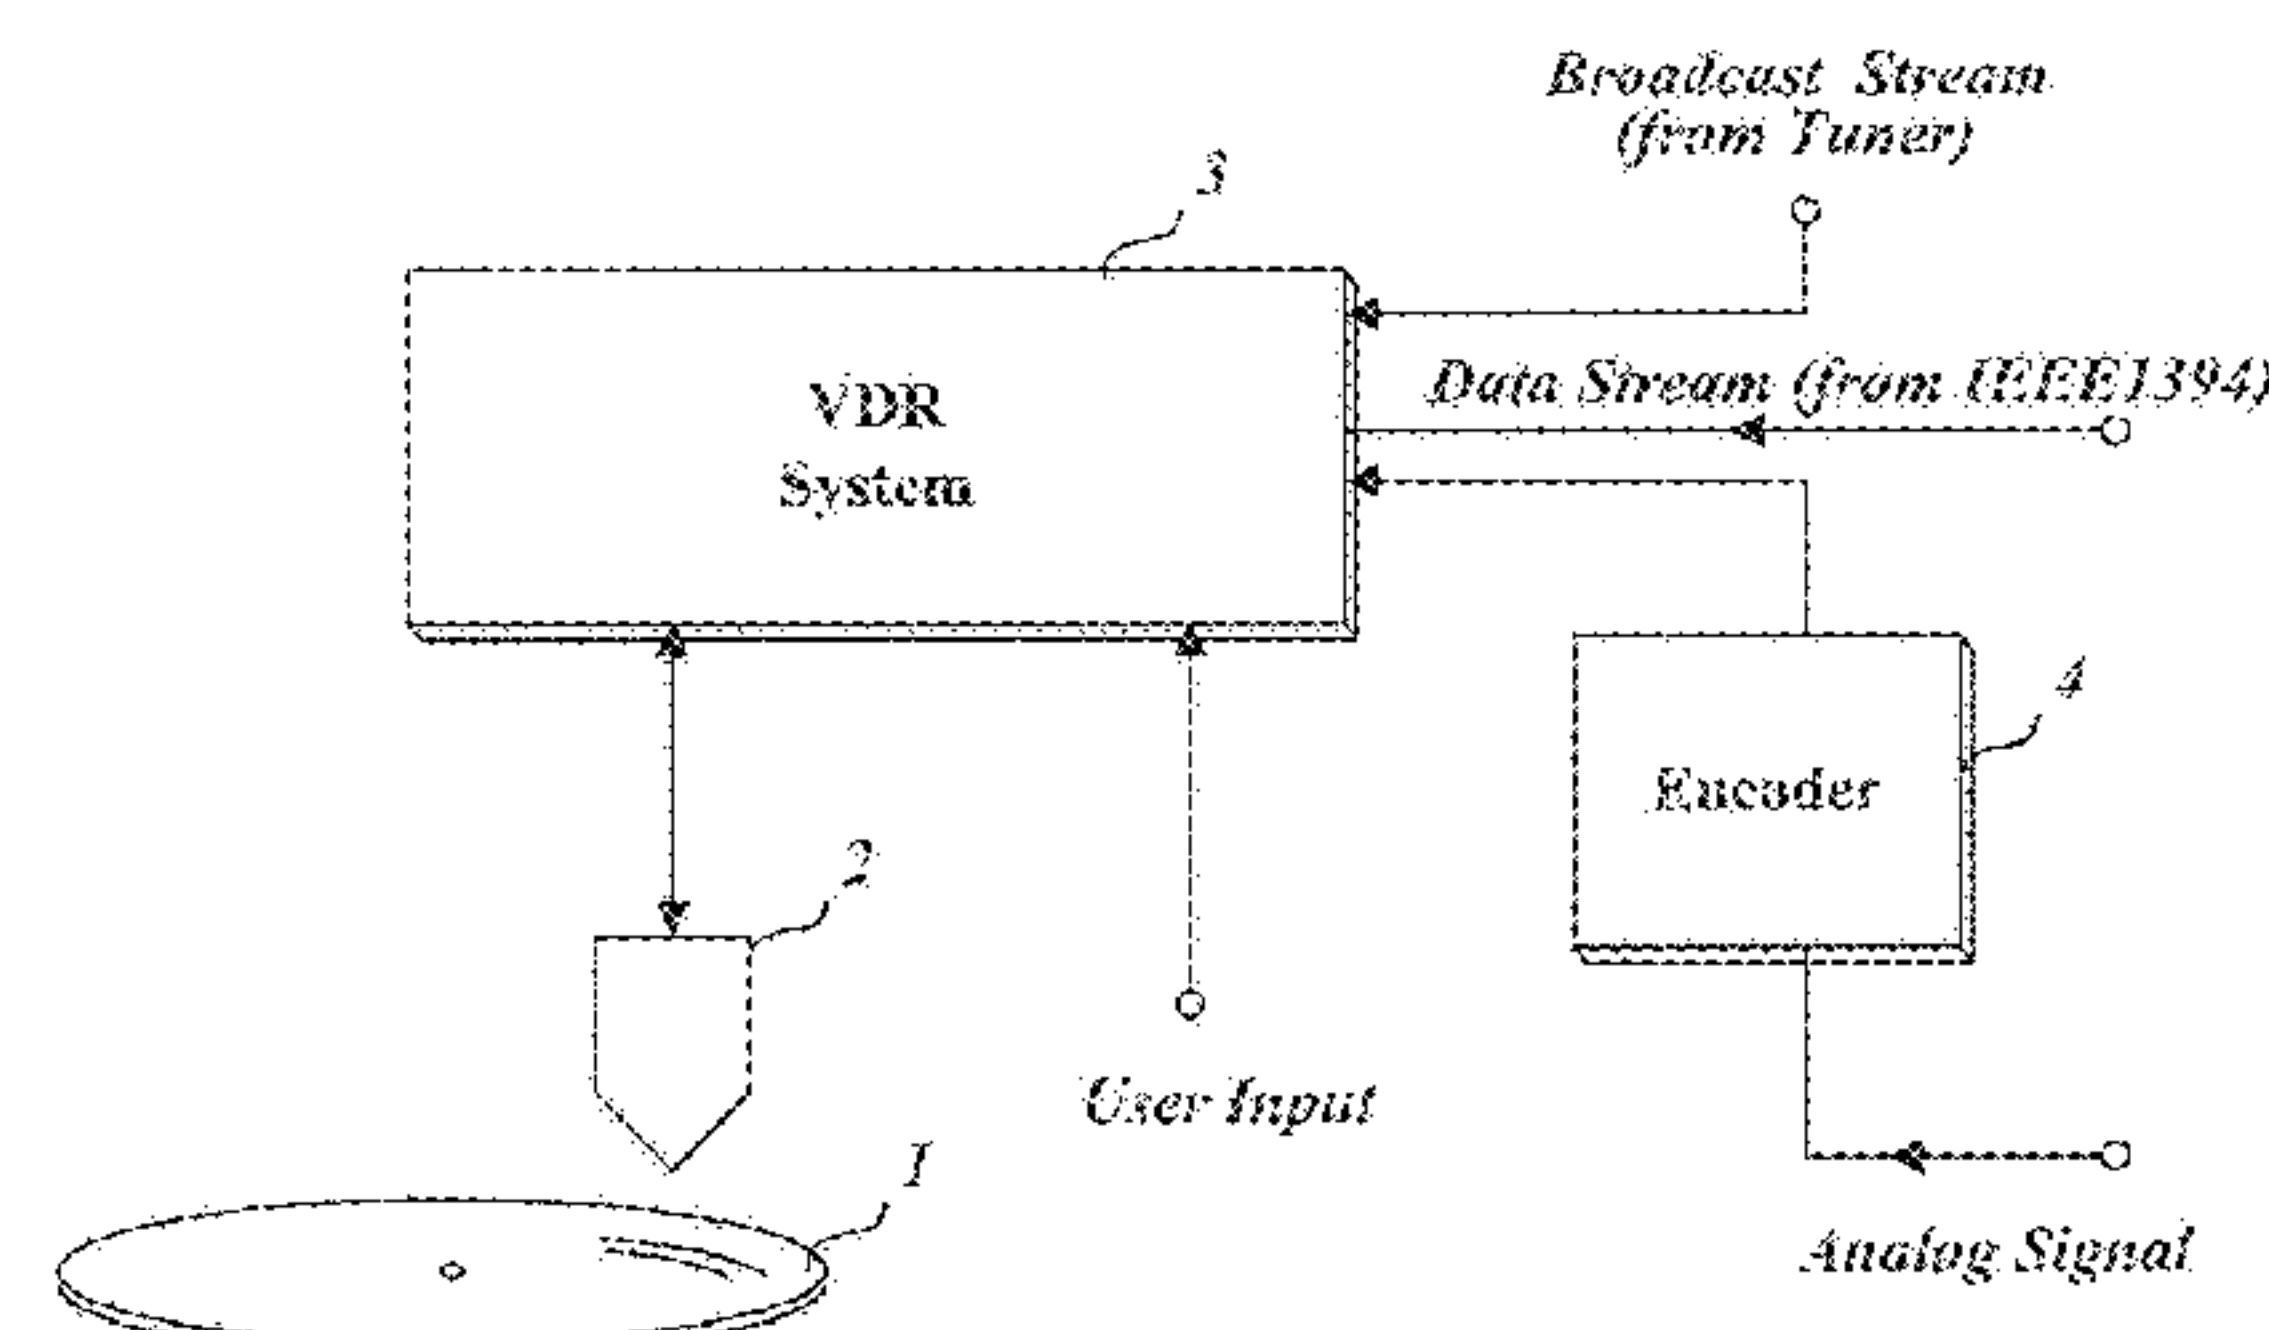 Broadcast Stream
(from Tuner)
3
VDR
System
Data Stream (from IEEE1394)
4
Encoder
2
User Input
1
Analog Signal